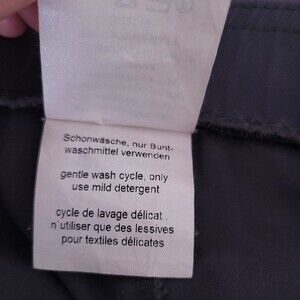 Schonwäsche, nur Bunt-
waschmittel verwenden
gentle wash cycle, only
use mild detergent
cycle de lavage délicat .
n'utiliser que des lessives
pour textiles délicates